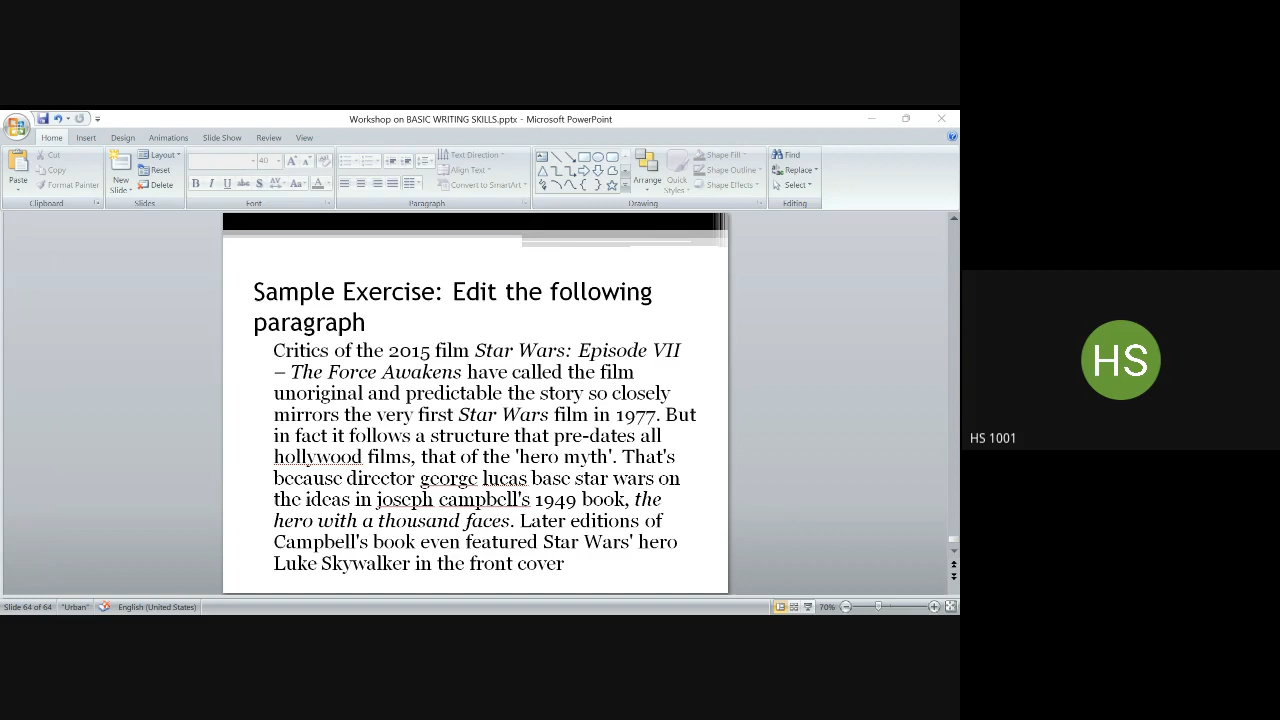 Workshop on BASIC WRITING SKILLS.pptx - Microsoft PowerPoint
Home Insert Design Animations Slide Show Review View
Paste
Cut
Copy
Format Painter
Clipboard
New
Slide
Layout
Reset
Delete
Slides
40
B I U abe S AV Aa A
Font
Text Direction
Align Text
Convert to SmartArt
Paragraph
Arrange
Quick
Styles
Shape Fill
Shape Outline
Shape Effects
Drawing
Find
Replace
Select
Editing
Sample Exercise: Edit the following
paragraph
Critics of the 2015 film Star Wars: Episode VII
– The Force Awakens have called the film
unoriginal and predictable the story so closely
mirrors the very first Star Wars film in 1977. But
in fact it follows a structure that pre-dates all
hollywood films, that of the 'hero myth'. That's
because director george lucas base star wars on
the ideas in joseph campbell's 1949 book, the
hero with a thousand faces. Later editions of
Campbell's book even featured Star Wars' hero
Luke Skywalker in the front cover
Slide 64 of 64 "Urban" English (United States) 70%
HS
HS 1001